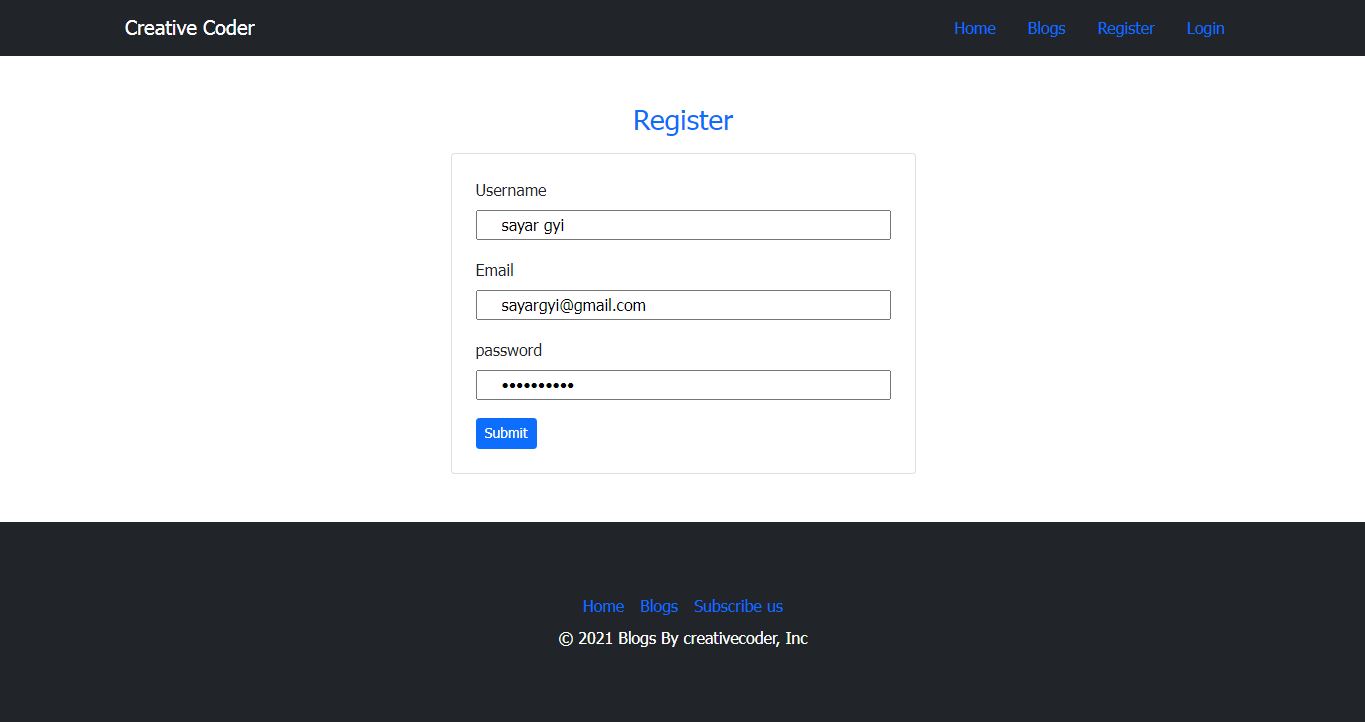 Creative Coder Home Blogs Register Login
Register
Username
sayar gyi
Email
sayargyi@gmail.com
password
••••••••••
Submit
Home Blogs Subscribe us
© 2021 Blogs By creativecoder, Inc